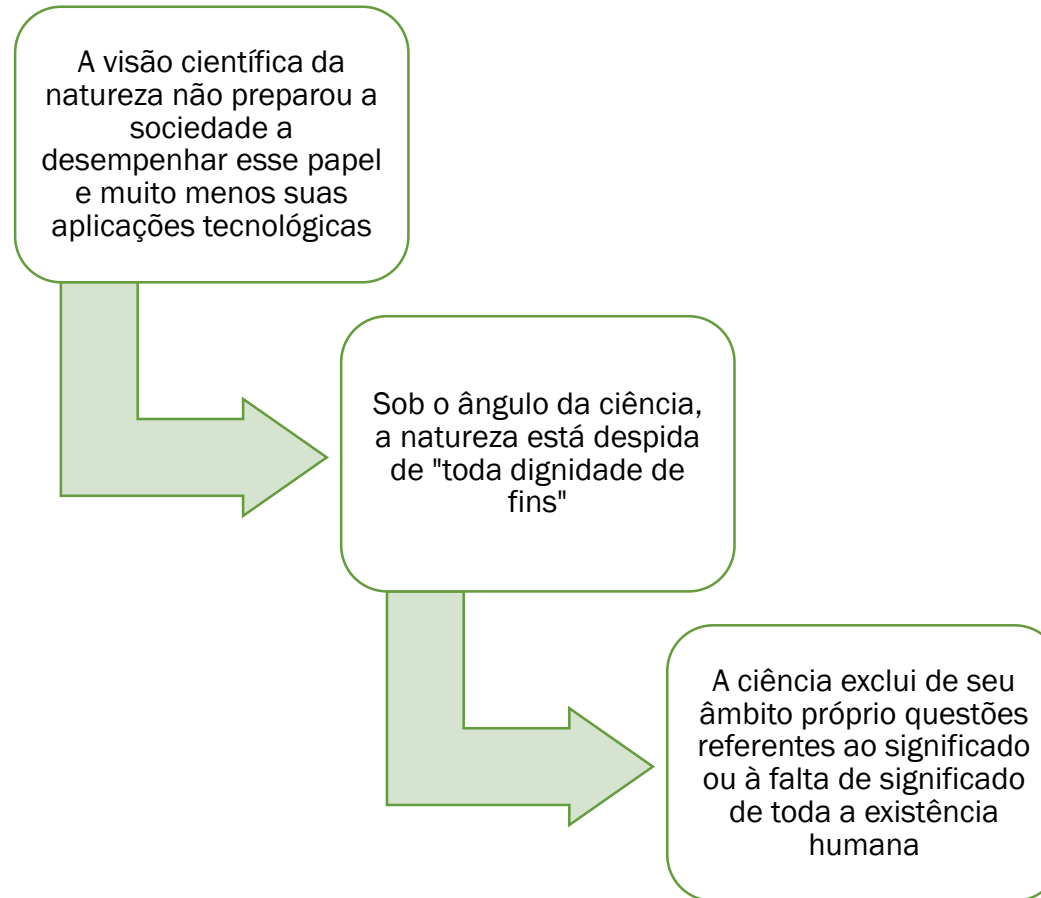 A visão científica da
natureza não preparou a
sociedade a
desempenhar esse papel
e muito menos suas
aplicações tecnológicas
Sob o ângulo da ciência,
a natureza está despida
de "toda dignidade de
fins"
A ciência exclui de seu
âmbito próprio questões
referentes ao significado
ou à falta de significado
de toda a existência
humana